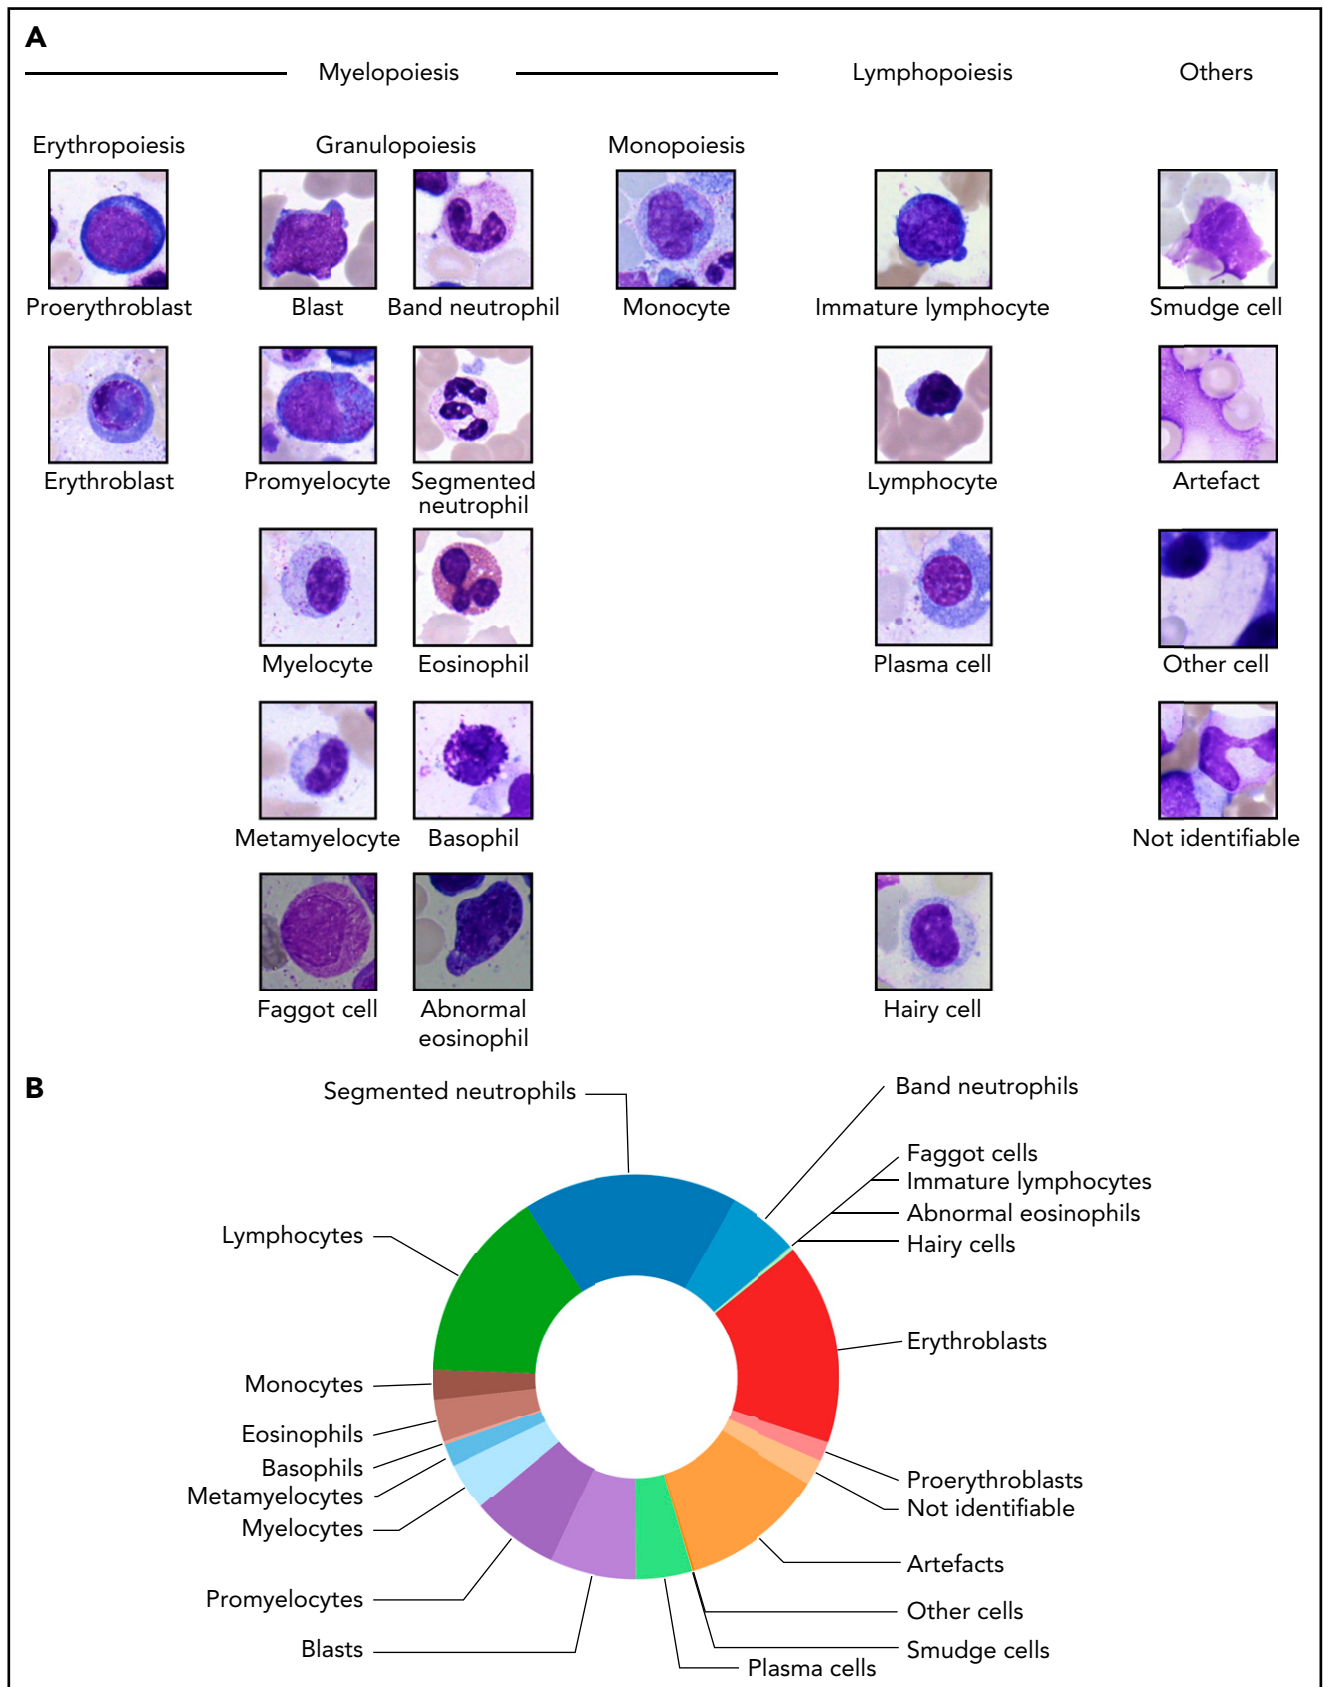 A
Myelopoiesis
Lymphopoiesis
Others
Erythropoiesis
Granulopoiesis
Monopoiesis
Proerythroblast
Blast
Band neutrophil
Monocyte
Immature lymphocyte
Smudge cell
Erythroblast
Promyelocyte
Segmented
neutrophil
Lymphocyte
Artefact
Myelocyte
Eosinophil
Plasma cell
Other cell
Metamyelocyte
Basophil
Not identifiable
Faggot cell
Abnormal
eosinophil
Hairy cell
B
Segmented neutrophils
Band neutrophils
Faggot cells
Immature lymphocytes
Abnormal eosinophils
Hairy cells
Lymphocytes
Erythroblasts
Monocytes
Eosinophils
Basophils
Metamyelocytes
Myelocytes
Proerythroblasts
Not identifiable
Artefacts
Promyelocytes
Other cells
Blasts
Smudge cells
Plasma cells